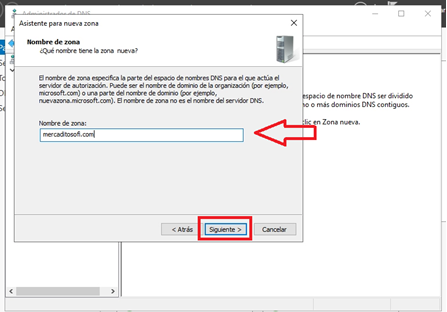 Administrador de DNS
Asistente para nueva zona
Nombre de zona
¿Qué nombre tiene la zona nueva?
El nombre de zona especifica la parte del espacio de nombres DNS para el que actúa el
servidor de autorización. Puede ser el nombre de dominio de la organización (por ejemplo,
microsoft.com) o una parte del nombre de dominio (por ejemplo,
nuevazona.microsoft.com). El nombre de zona no es el nombre del servidor DNS.
espacio de nombres DNS ser dividido
o más dominios contiguos.
clic en Zona nueva.
Nombre de zona:
mercaditosofi.com
< Atrás
Siguiente >
Cancelar